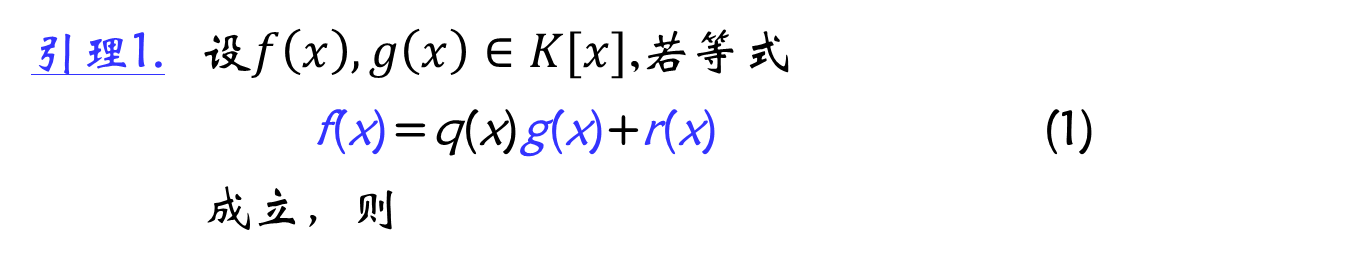 引理1. 设f(x),g(x)∈K[x],若等式
f(x)=q(x)g(x)+r(x) (1)
成立，则